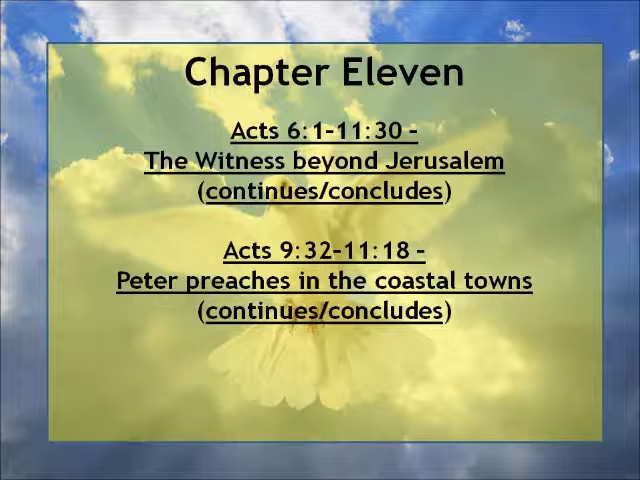 Chapter Eleven
Acts 6:1–11:30 –
The Witness beyond Jerusalem
(continues/concludes)
Acts 9:32–11:18 –
Peter preaches in the coastal towns
(continues/concludes)